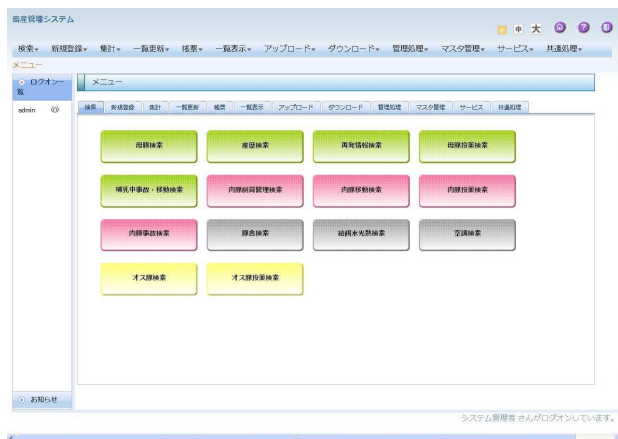 畜産管理システム
中 大
検索 新規登録 集計 一覧更新 帳票 一覧表示 アップロード ダウンロード 管理処理 マスタ管理 サービス 共通処理
メニュー
ログオン一覧
メニュー
admin
検索 新規登録 集計 一覧更新 帳票 一覧表示 アップロード ダウンロード 管理処理 マスタ管理 サービス 共通処理
母豚検索 産歴検索 再発情報検索 母豚投薬検索
哺乳中事故・移動検索 肉豚飼育管理検索 肉豚移動検索 肉豚投薬検索
肉豚事故検索 豚舎検索 給餌水光熱検索 空調検索
オス豚検索 オス豚投薬検索
お知らせ
システム管理者 さんがログオンしています。